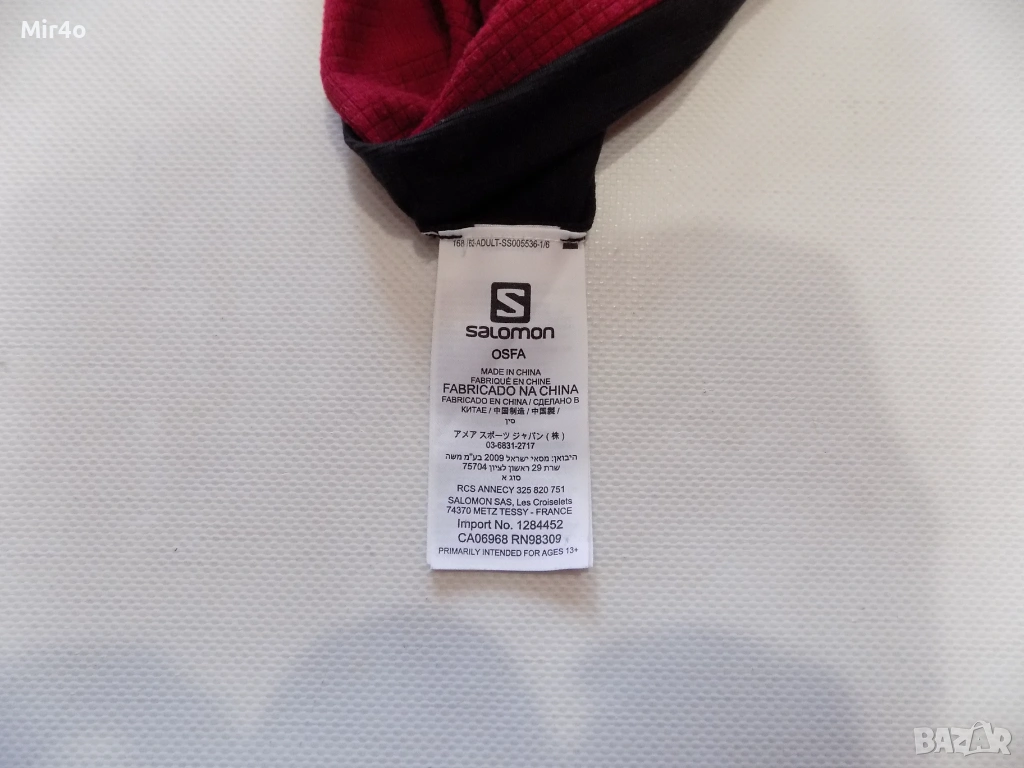 Mir4o
168 762-ADULT-SS005536-1/6
S
SALOMON
OSFA
MADE IN CHINA
FABRIQUÉ EN CHINE
FABRICADO NA CHINA
FABRICADO EN CHINA / СДЕЛАНО В
КИТАЕ / 中国制造 / 中國製 /
סין
アメア スポーツ ジャパン ( 株 )
03-6831-2717
היבואן: מסאי ישראל 2009 בע"מ משה
שרת 29 ראשון לציון 75704
סוג א
RCS ANNECY 325 820 751
SALOMON SAS, Les Croiselets
74370 METZ TESSY - FRANCE
Import No. 1284452
CA06968 RN98309
PRIMARILY INTENDED FOR AGES 13+
BAZAR